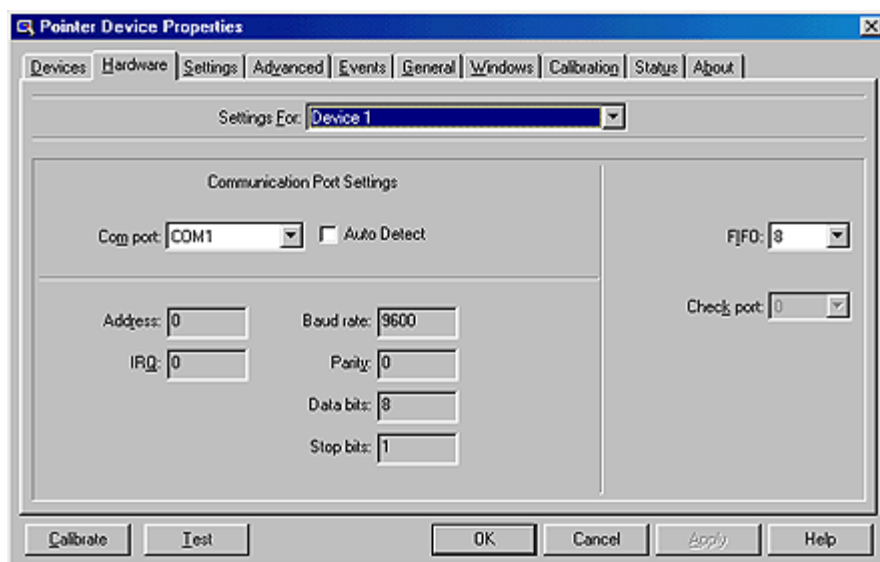 Pointer Device Properties
Devices Hardware Settings Advanced Events General Windows Calibration Status About
Settings For: Device 1
Communication Port Settings
Com port: COM1 Auto Detect FIFO: 8
Check port: 0
Address: 0 Baud rate: 9600
IRQ: 0 Parity: 0
Data bits: 8
Stop bits: 1
Calibrate Test OK Cancel Apply Help